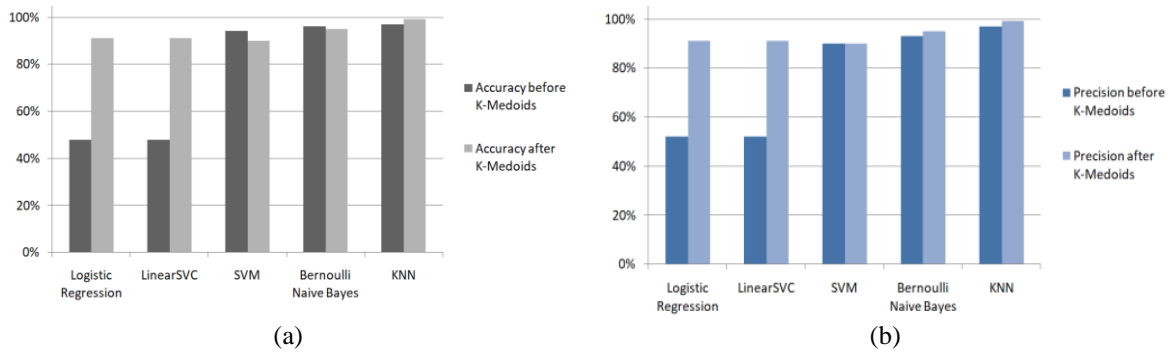 100%
80%
60%
40%
20%
0%
Logistic
Regression
LinearSVC
SVM
Bernoulli
Naive Bayes
KNN
Accuracy before
K-Medoids
Accuracy after
K-Medoids
(a)
100%
80%
60%
40%
20%
0%
Logistic
Regression
LinearSVC
SVM
Bernoulli
Naive Bayes
KNN
Precision before
K-Medoids
Precision after
K-Medoids
(b)